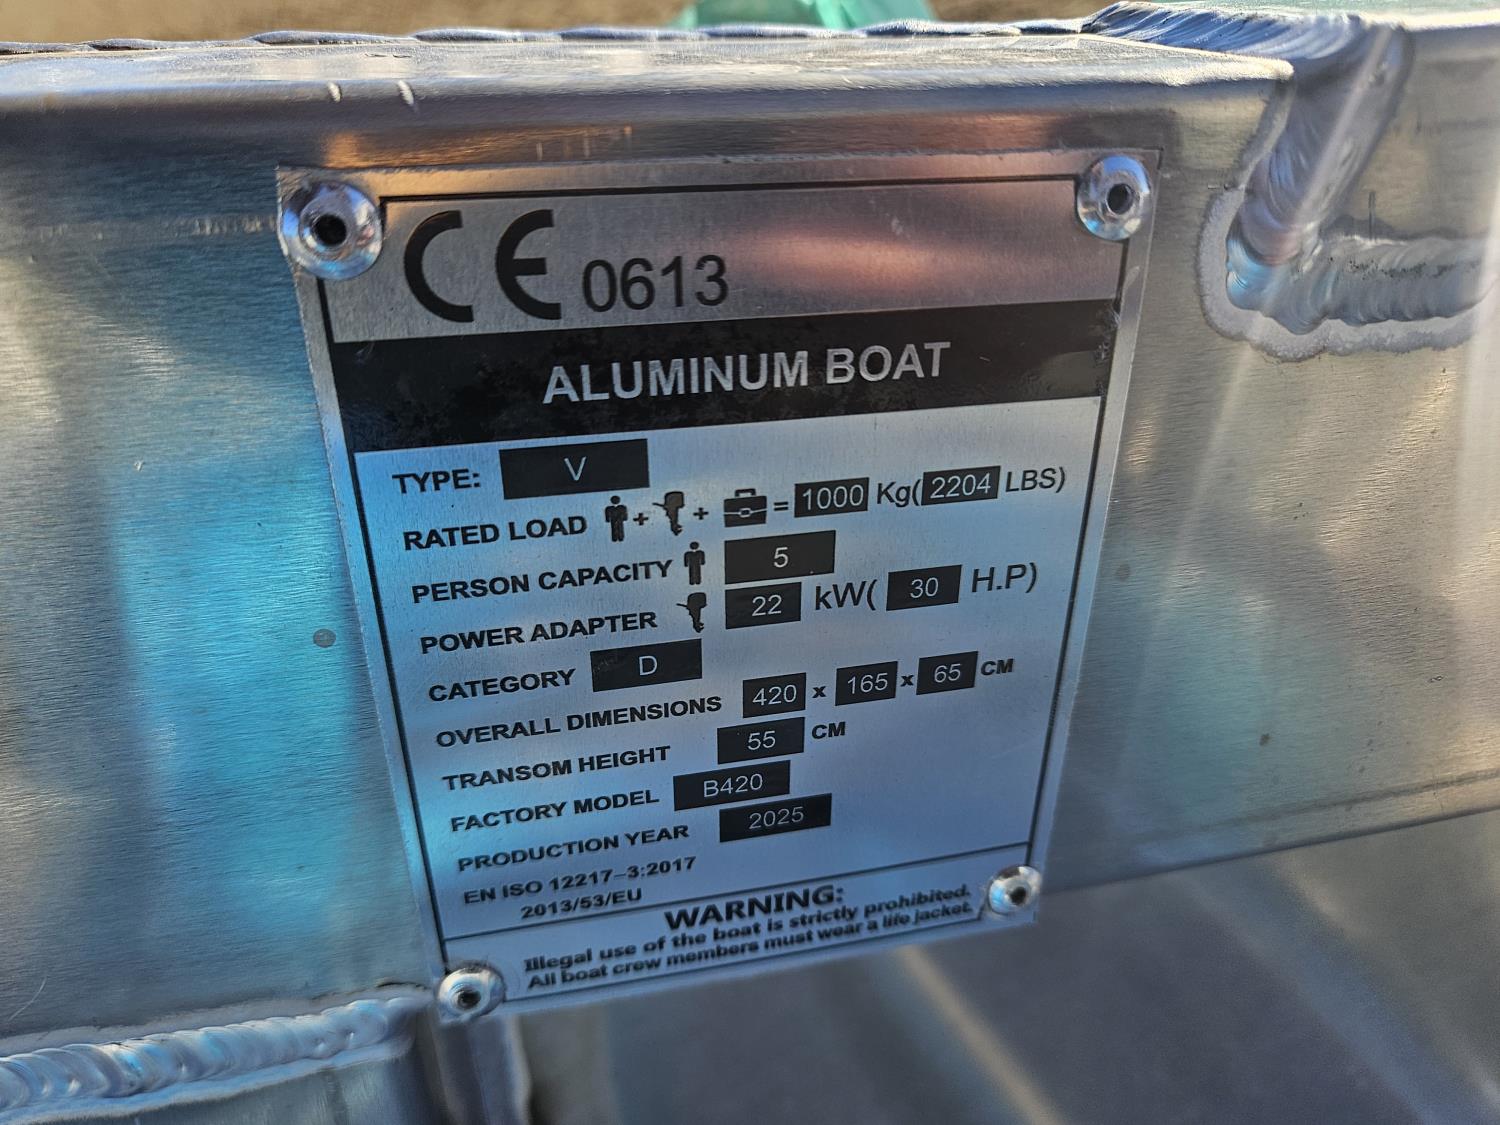 CE 0613
ALUMINUM BOAT
TYPE: V
RATED LOAD + + = 1000 Kg( 2204 LBS)
PERSON CAPACITY 5
POWER ADAPTER 22 kW( 30 H.P)
CATEGORY D
OVERALL DIMENSIONS 420 x 165 x 65 CM
TRANSOM HEIGHT 55 CM
FACTORY MODEL B420
PRODUCTION YEAR 2025
EN ISO 12217-3:2017
2013/53/EU
WARNING:
Illegal use of the boat is strictly prohibited.
All boat crew members must wear a life jacket.